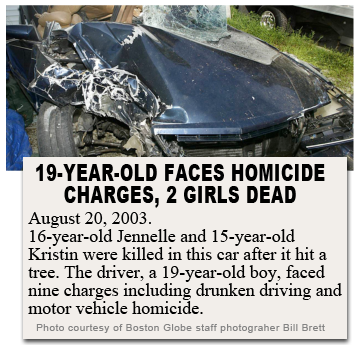 19-YEAR-OLD FACES HOMICIDE
CHARGES, 2 GIRLS DEAD
August 20, 2003.
16-year-old Jennelle and 15-year-old
Kristin were killed in this car after it hit a
tree. The driver, a 19-year-old boy, faced
nine charges including drunken driving and
motor vehicle homicide.
Photo courtesy of Boston Globe staff photograher Bill Brett